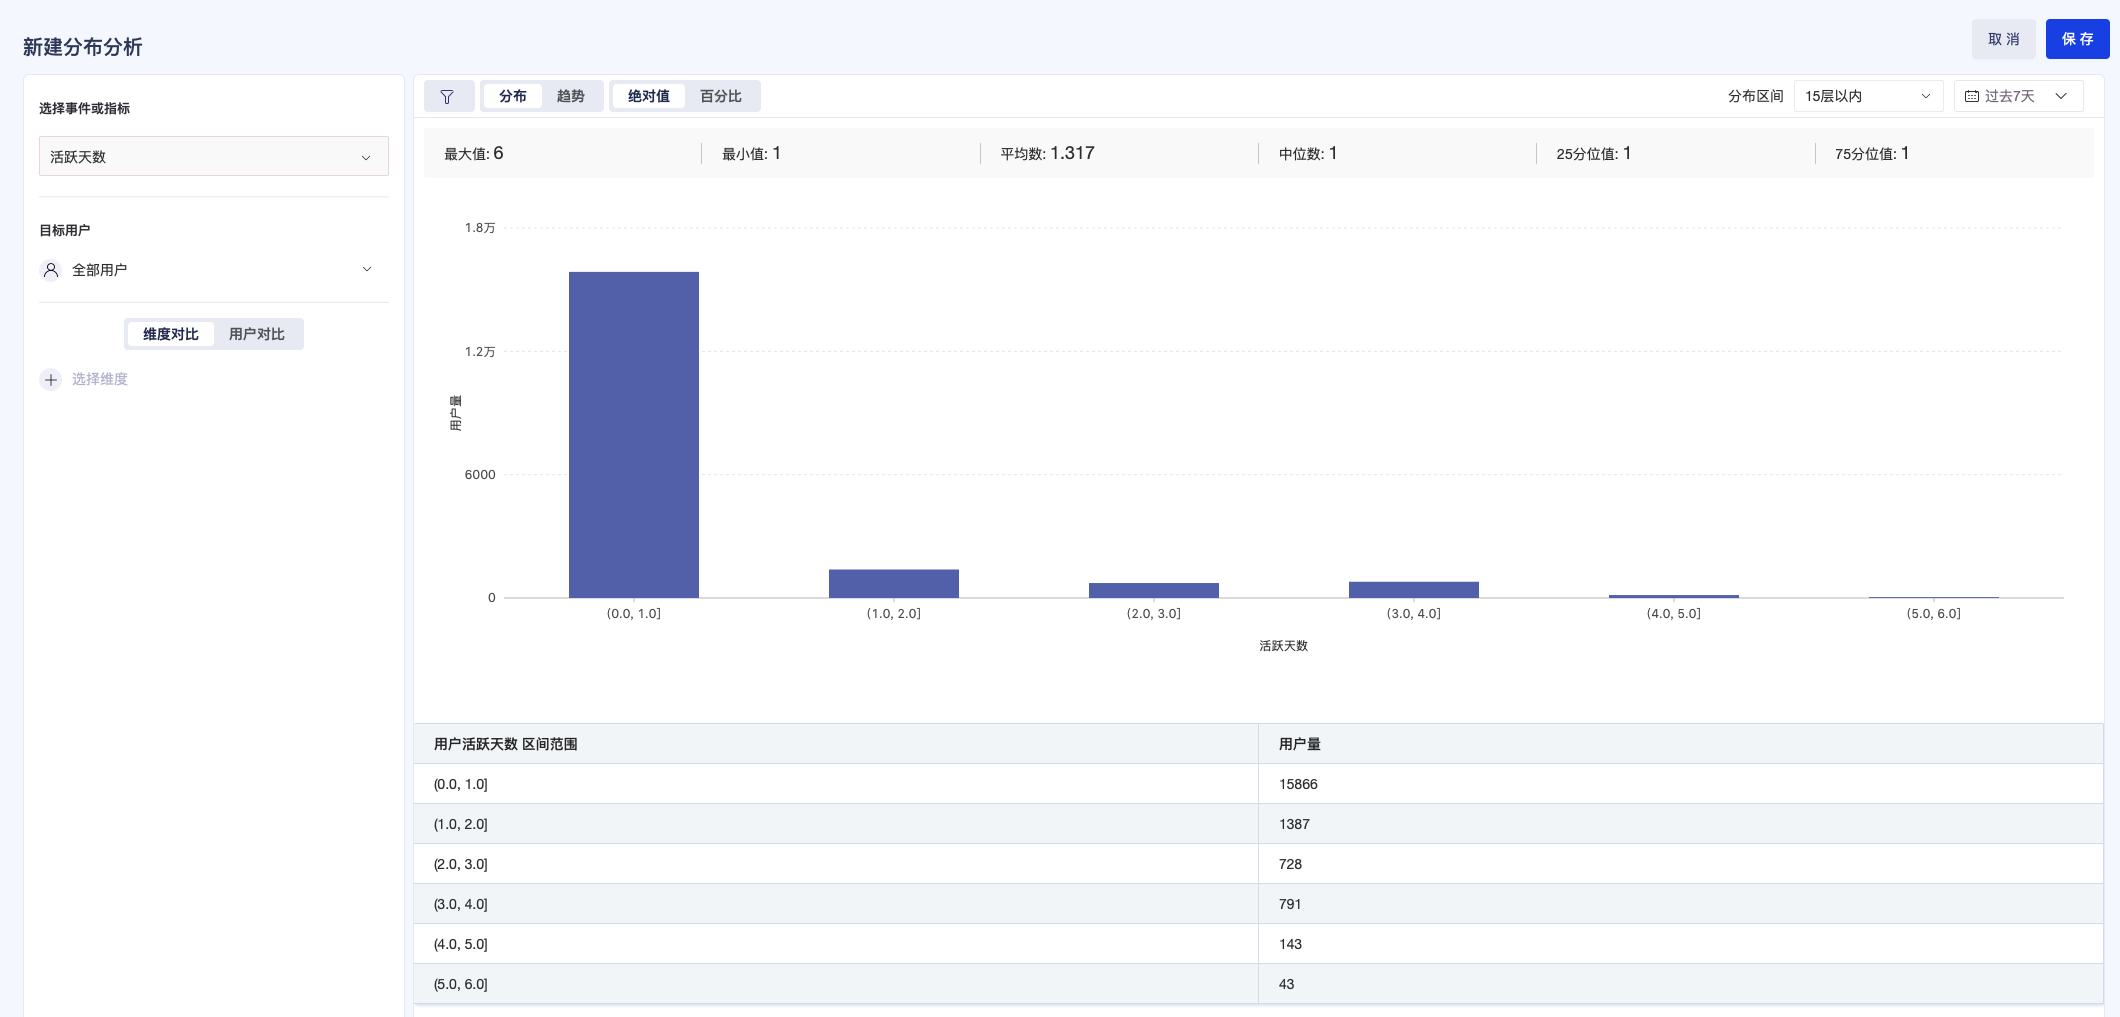 新建分布分析
取 消
保 存
选择事件或指标
活跃天数
目标用户
全部用户
维度对比 用户对比
选择维度
分布 趋势 绝对值 百分比 分布区间 15层以内 过去7天
最大值: 6 最小值: 1 平均数: 1.317 中位数: 1 25分位值: 1 75分位值: 1
1.8万
1.2万
6000
0
用户量
(0.0, 1.0] (1.0, 2.0] (2.0, 3.0] (3.0, 4.0] (4.0, 5.0] (5.0, 6.0]
活跃天数
用户活跃天数 区间范围 用户量
(0.0, 1.0] 15866
(1.0, 2.0] 1387
(2.0, 3.0] 728
(3.0, 4.0] 791
(4.0, 5.0] 143
(5.0, 6.0] 43